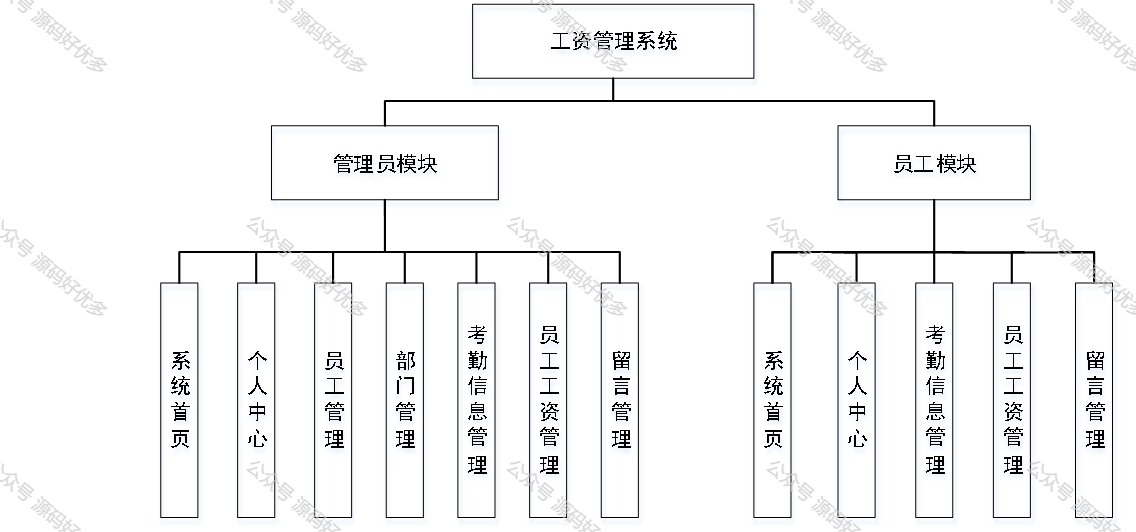 工资管理系统
管理员模块
员工模块
系统首页
个人中心
员工管理
部门管理
考勤信息管理
员工工资管理
留言管理
系统首页
个人中心
考勤信息管理
员工工资管理
留言管理
公众号 源码好优多